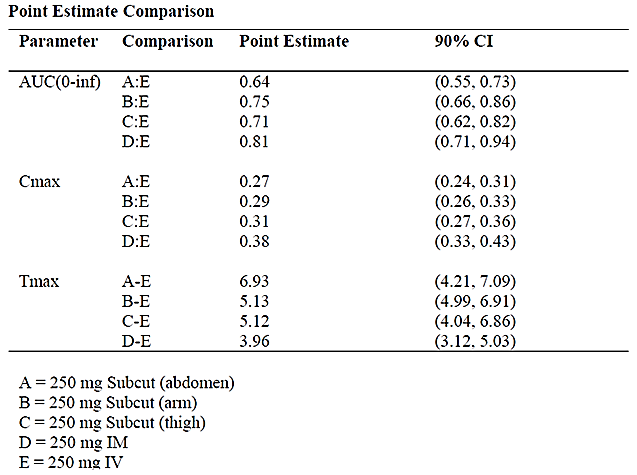 Point Estimate Comparison
Parameter Comparison Point Estimate 90% CI
AUC(0-inf) A:E 0.64 (0.55, 0.73)
B:E 0.75 (0.66, 0.86)
C:E 0.71 (0.62, 0.82)
D:E 0.81 (0.71, 0.94)
Cmax A:E 0.27 (0.24, 0.31)
B:E 0.29 (0.26, 0.33)
C:E 0.31 (0.27, 0.36)
D:E 0.38 (0.33, 0.43)
Tmax A-E 6.93 (4.21, 7.09)
B-E 5.13 (4.99, 6.91)
C-E 5.12 (4.04, 6.86)
D-E 3.96 (3.12, 5.03)
A = 250 mg Subcut (abdomen)
B = 250 mg Subcut (arm)
C = 250 mg Subcut (thigh)
D = 250 mg IM
E = 250 mg IV